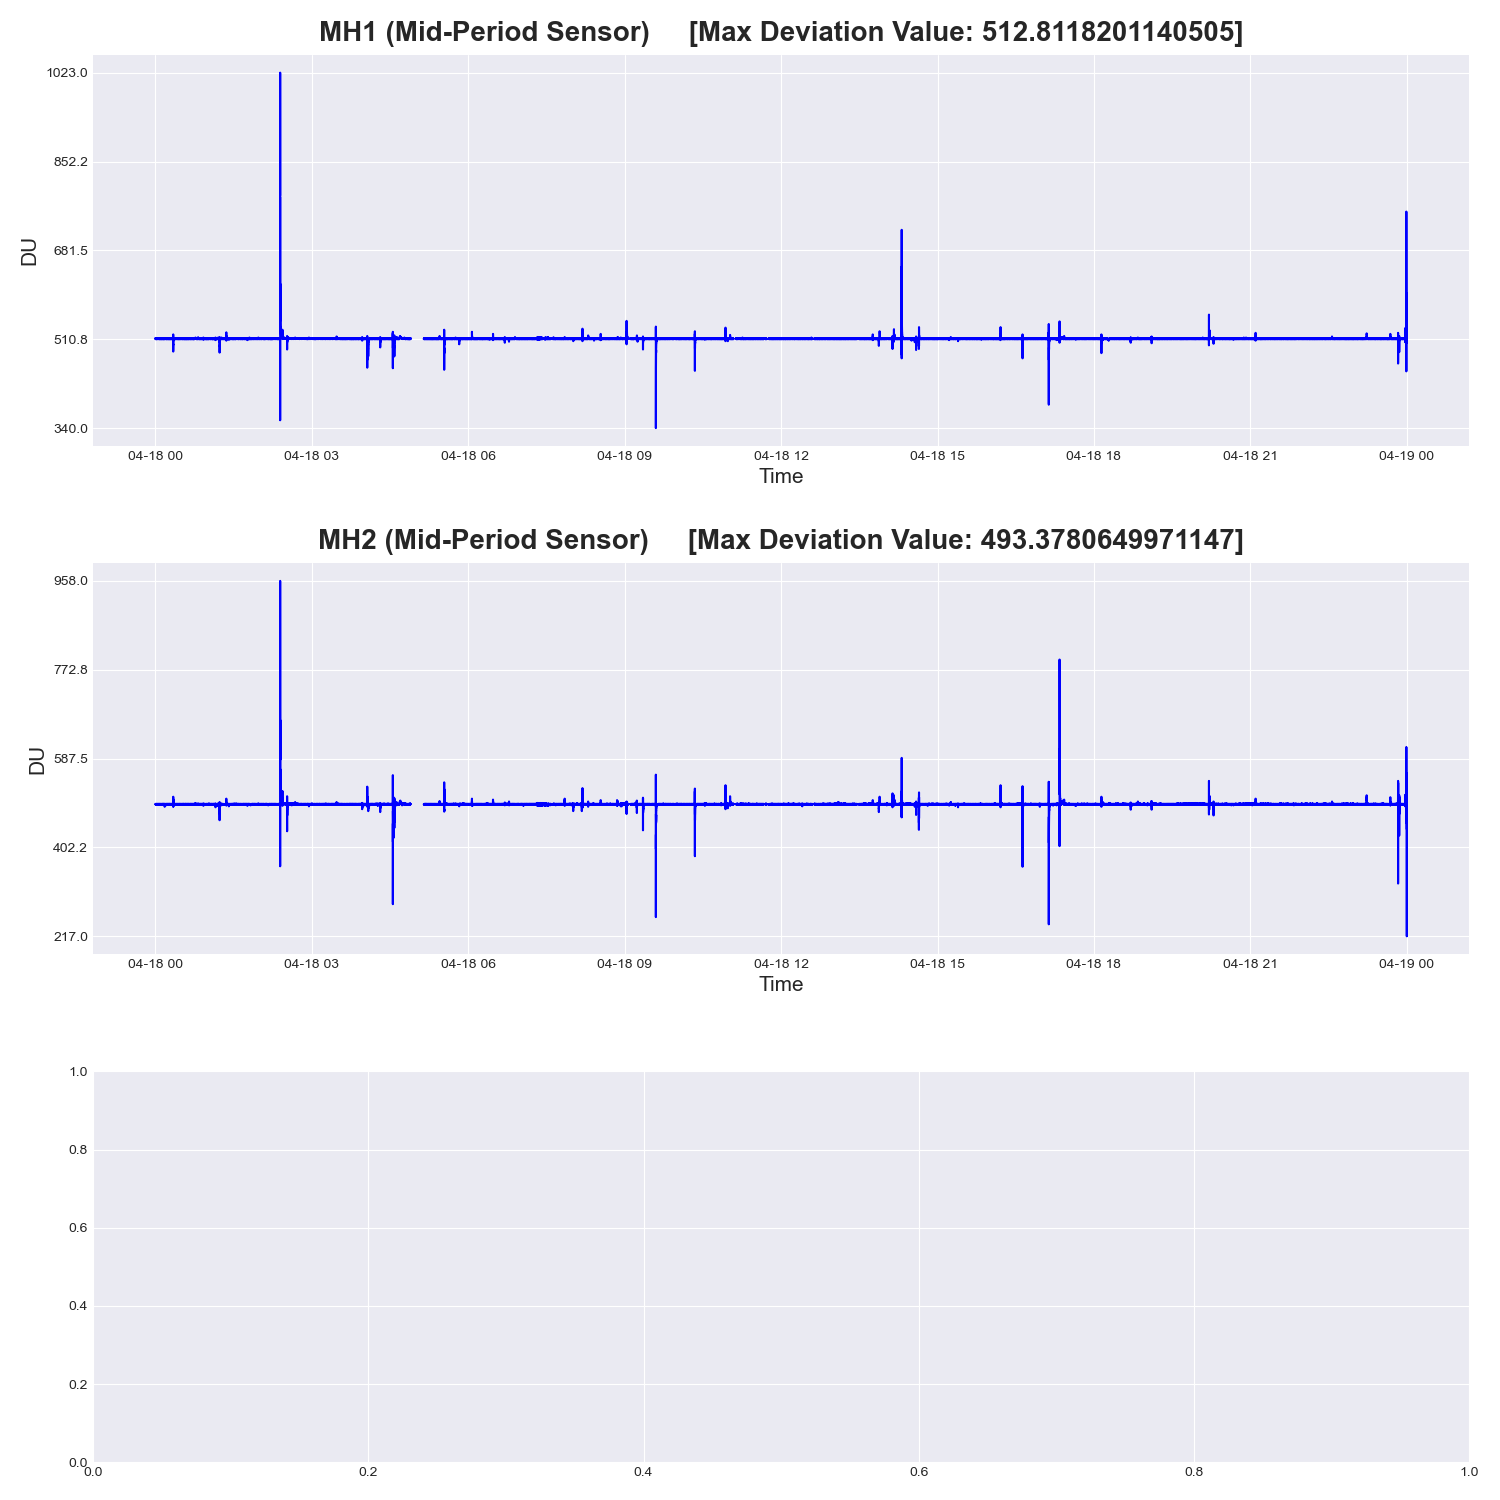 MH1 (Mid-Period Sensor) [Max Deviation Value: 512.8118201140505]
1023.0
852.2
681.5
510.8
340.0
DU
04-18 00 04-18 03 04-18 06 04-18 09 04-18 12 04-18 15 04-18 18 04-18 21 04-19 00
Time
MH2 (Mid-Period Sensor) [Max Deviation Value: 493.3780649971147]
958.0
772.8
587.5
402.2
217.0
DU
04-18 00 04-18 03 04-18 06 04-18 09 04-18 12 04-18 15 04-18 18 04-18 21 04-19 00
Time
1.0
0.8
0.6
0.4
0.2
0.0
0.0 0.2 0.4 0.6 0.8 1.0